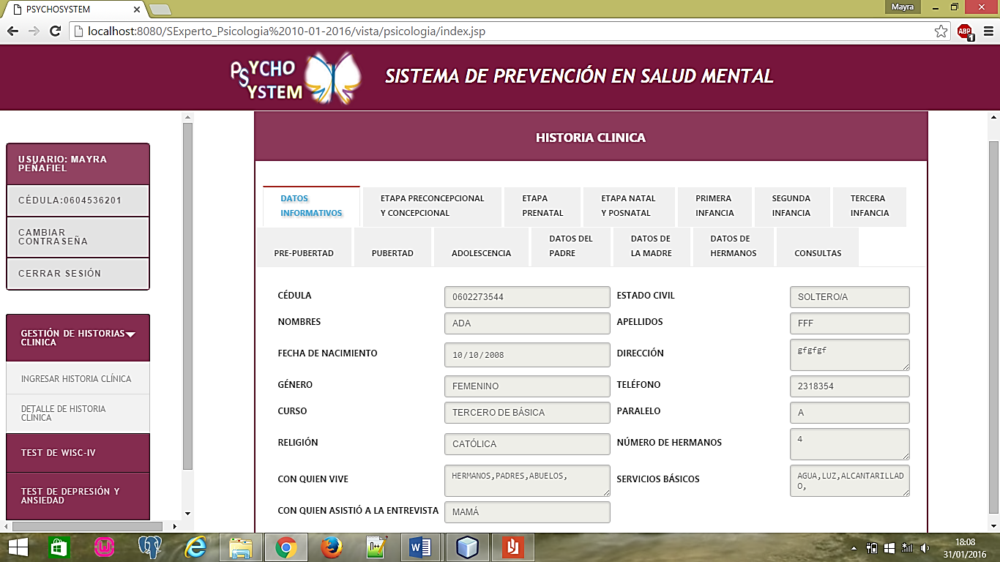 PSYCHOSYSTEM
Mayra
localhost:8080/SExperto_Psicologia%2010-01-2016/vista/psicologia/index.jsp
ABP
1
PSYCHO
SYSTEM
SISTEMA DE PREVENCIÓN EN SALUD MENTAL
USUARIO: MAYRA
PEÑAFIEL
CÉDULA:0604536201
CAMBIAR
CONTRASEÑA
CERRAR SESIÓN
GESTIÓN DE HISTORIAS
CLINICA
INGRESAR HISTORIA CLÍNICA
DETALLE DE HISTORIA
CLÍNICA
TEST DE WISC-IV
TEST DE DEPRESIÓN Y
ANSIEDAD
HISTORIA CLINICA
DATOS
INFORMATIVOS
ETAPA PRECONCEPCIONAL
Y CONCEPCIONAL
ETAPA
PRENATAL
ETAPA NATAL
Y POSNATAL
PRIMERA
INFANCIA
SEGUNDA
INFANCIA
TERCERA
INFANCIA
PRE-PUBERTAD
PUBERTAD
ADOLESCENCIA
DATOS DEL
PADRE
DATOS DE
LA MADRE
DATOS DE
HERMANOS
CONSULTAS
CÉDULA 0602273544 ESTADO CIVIL SOLTERO/A
NOMBRES ADA APELLIDOS FFF
FECHA DE NACIMIENTO 10/10/2008 DIRECCIÓN gfgfgf
GÉNERO FEMENINO TELÉFONO 2318354
CURSO TERCERO DE BÁSICA PARALELO A
RELIGIÓN CATÓLICA NÚMERO DE HERMANOS 4
CON QUIEN VIVE HERMANOS,PADRES,ABUELOS, SERVICIOS BÁSICOS AGUA,LUZ,ALCANTARILLAD
O,
CON QUIEN ASISTIÓ A LA ENTREVISTA MAMÁ
18:08
31/01/2016